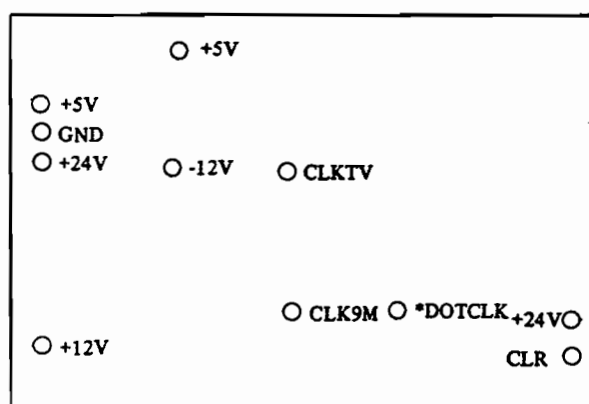 +5V
+5V
GND
+24V
-12V
CLKTV
CLK9M
*DOTCLK
+24V
+12V
CLR